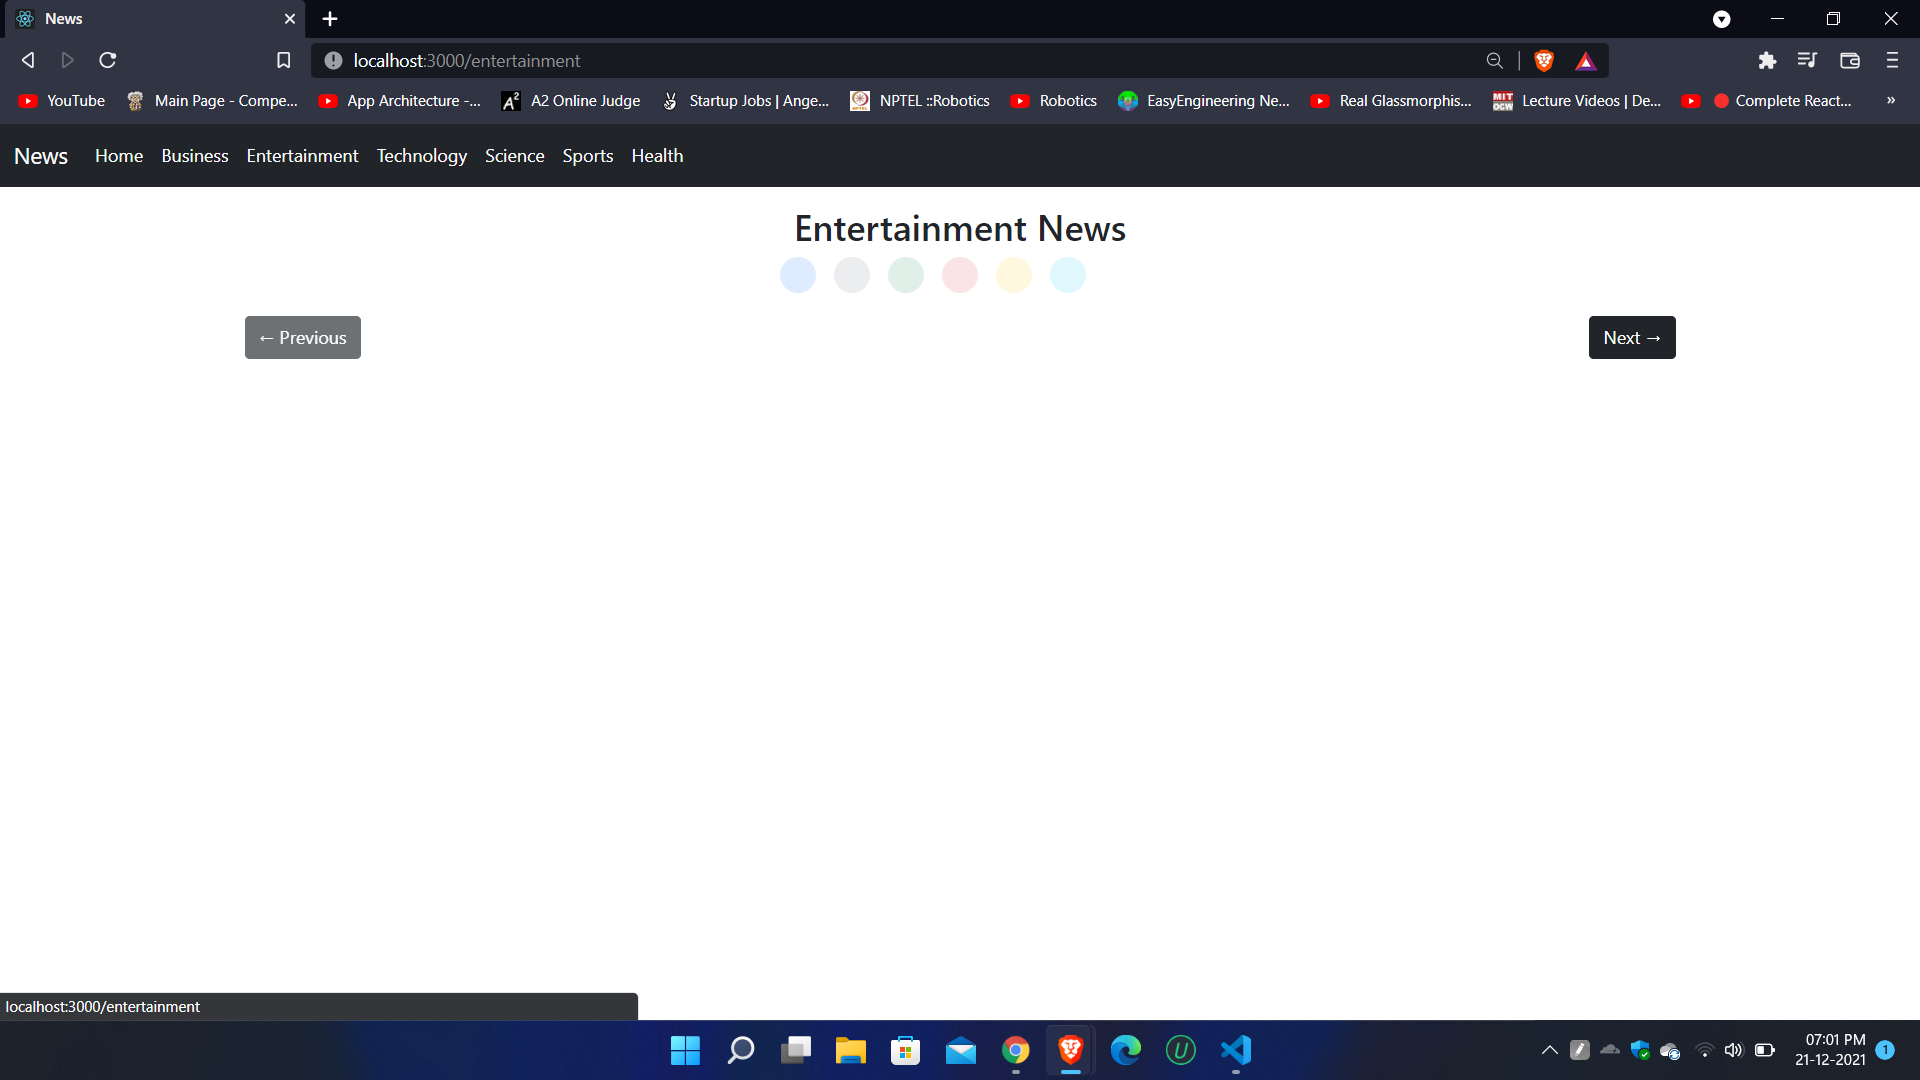 News
localhost:3000/entertainment
YouTube Main Page - Compe... App Architecture -... A2 Online Judge Startup Jobs | Ange... NPTEL ::Robotics Robotics EasyEngineering Ne... Real Glassmorphis... Lecture Videos | De... Complete React... »
News Home Business Entertainment Technology Science Sports Health
Entertainment News
← Previous Next →
localhost:3000/entertainment
07:01 PM
21-12-2021 1